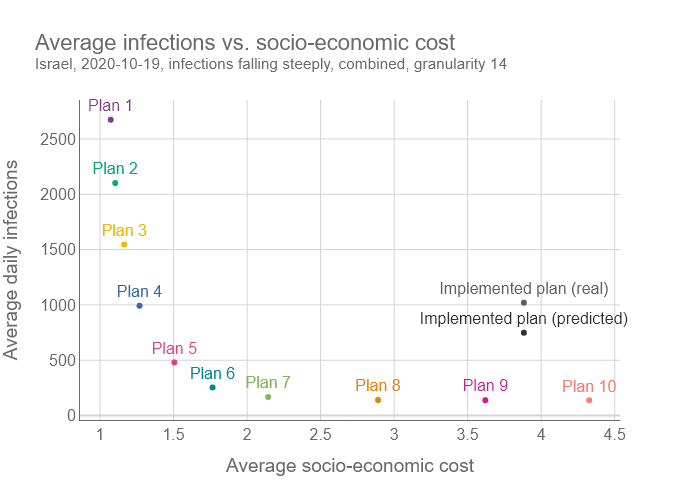 Average infections vs. socio-economic cost
Israel, 2020-10-19, infections falling steeply, combined, granularity 14
Plan 1
2500
Plan 2
2000
Plan 3
1500
Plan 4
Implemented plan (real)
1000
Implemented plan (predicted)
Plan 5
500
Plan 6
Plan 7
Plan 8
Plan 9
Plan 10
0
1
1.5
2
2.5
3
3.5
4
4.5
Average daily infections
Average socio-economic cost